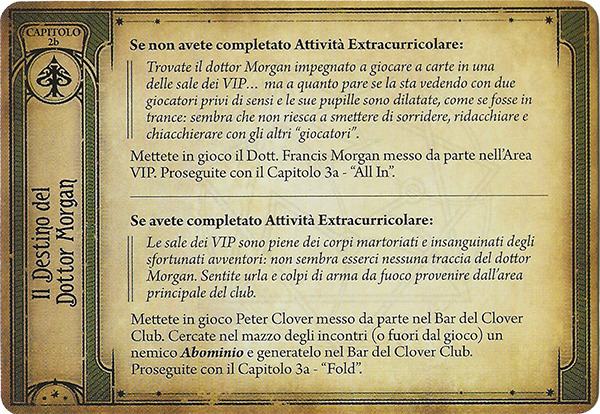 CAPITOLO
2b
Il Destino del
Dottor Morgan
Se non avete completato Attività Extracurricolare:
Trovate il dottor Morgan impegnato a giocare a carte in una
delle sale dei VIP… ma a quanto pare se la sta vedendo con due
giocatori privi di sensi e le sue pupille sono dilatate, come se fosse in
trance: sembra che non riesca a smettere di sorridere, ridacchiare e
chiacchierare con gli altri “giocatori”.
Mettete in gioco il Dott. Francis Morgan messo da parte nell’Area
VIP. Proseguite con il Capitolo 3a - “All In”.
Se avete completato Attività Extracurricolare:
Le sale dei VIP sono piene dei corpi martoriati e insanguinati degli
sfortunati avventori: non sembra esserci nessuna traccia del dottor
Morgan. Sentite urla e colpi di arma da fuoco provenire dall’area
principale del club.
Mettete in gioco Peter Clover messo da parte nel Bar del Clover
Club. Cercate nel mazzo degli incontri (o fuori dal gioco) un
nemico Abominio e generatelo nel Bar del Clover Club.
Proseguite con il Capitolo 3a - “Fold”.